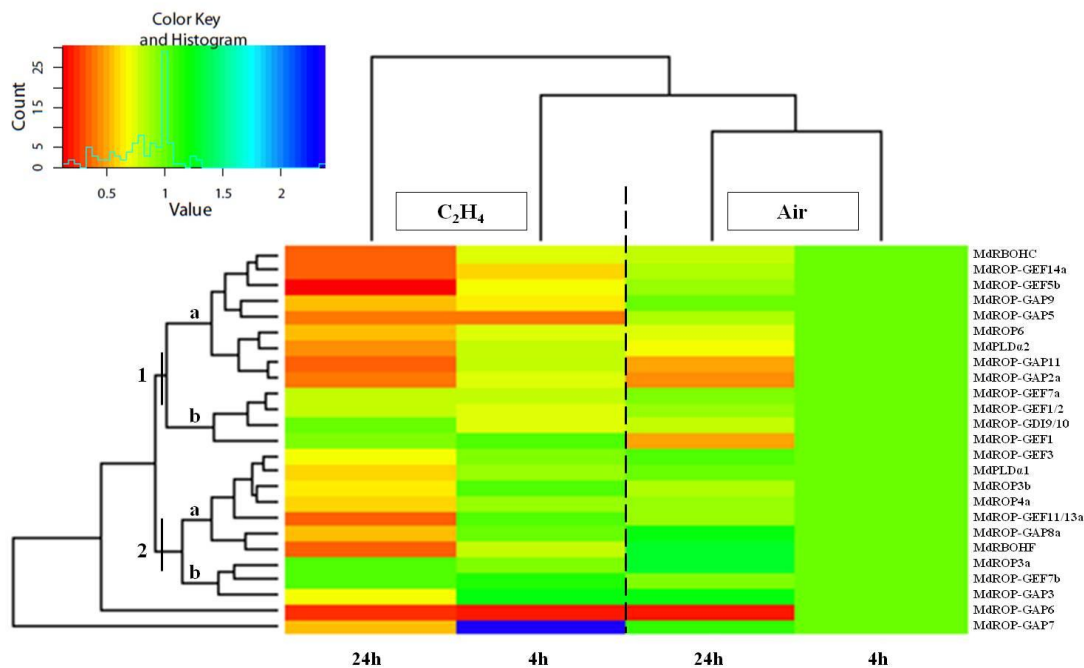 Color Key
and Histogram
Count
0 5 15 25
0.5 1 1.5 2
Value
C₂H₄
Air
MdRBOHC
MdROP-GEF14a
MdROP-GEF5b
MdROP-GAP9
a
MdROP-GAP5
MdROP6
MdPLDα2
1
MdROP-GAP11
MdROP-GAP2a
MdROP-GEF7a
b
MdROP-GEF1/2
MdROP-GDI9/10
MdROP-GEF1
MdROP-GEF3
MdPLDα1
MdROP3b
a
MdROP4a
MdROP-GEF11/13a
MdROP-GAP8a
2
MdRBOHF
b
MdROP3a
MdROP-GEF7b
MdROP-GAP3
MdROP-GAP6
MdROP-GAP7
24h 4h 24h 4h